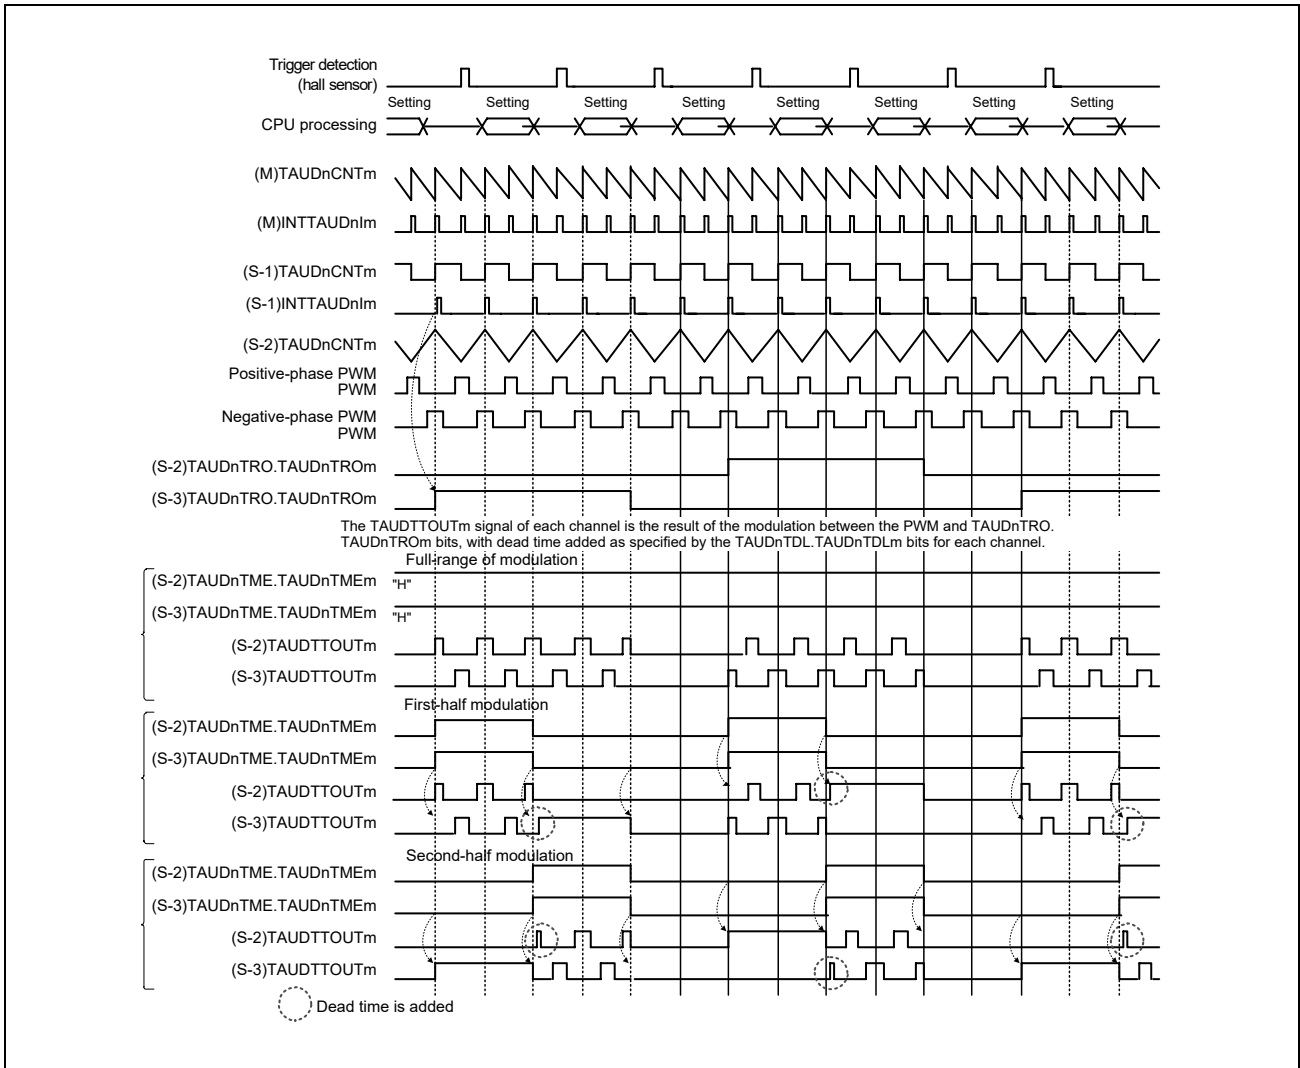 Trigger detection
(hall sensor)
Setting Setting Setting Setting Setting Setting Setting Setting
CPU processing
(M)TAUDnCNTm
(M)INTTAUDnIm
(S-1)TAUDnCNTm
(S-1)INTTAUDnIm
(S-2)TAUDnCNTm
Positive-phase PWM
PWM
Negative-phase PWM
PWM
(S-2)TAUDnTRO.TAUDnTROm
(S-3)TAUDnTRO.TAUDnTROm
The TAUDTTOUTm signal of each channel is the result of the modulation between the PWM and TAUDnTRO.
TAUDnTROm bits, with dead time added as specified by the TAUDnTDL.TAUDnTDLm bits for each channel.
Full-range of modulation
(S-2)TAUDnTME.TAUDnTMEm "H"
(S-3)TAUDnTME.TAUDnTMEm "H"
(S-2)TAUDTTOUTm
(S-3)TAUDTTOUTm
First-half modulation
(S-2)TAUDnTME.TAUDnTMEm
(S-3)TAUDnTME.TAUDnTMEm
(S-2)TAUDTTOUTm
(S-3)TAUDTTOUTm
Second-half modulation
(S-2)TAUDnTME.TAUDnTMEm
(S-3)TAUDnTME.TAUDnTMEm
(S-2)TAUDTTOUTm
(S-3)TAUDTTOUTm
Dead time is added